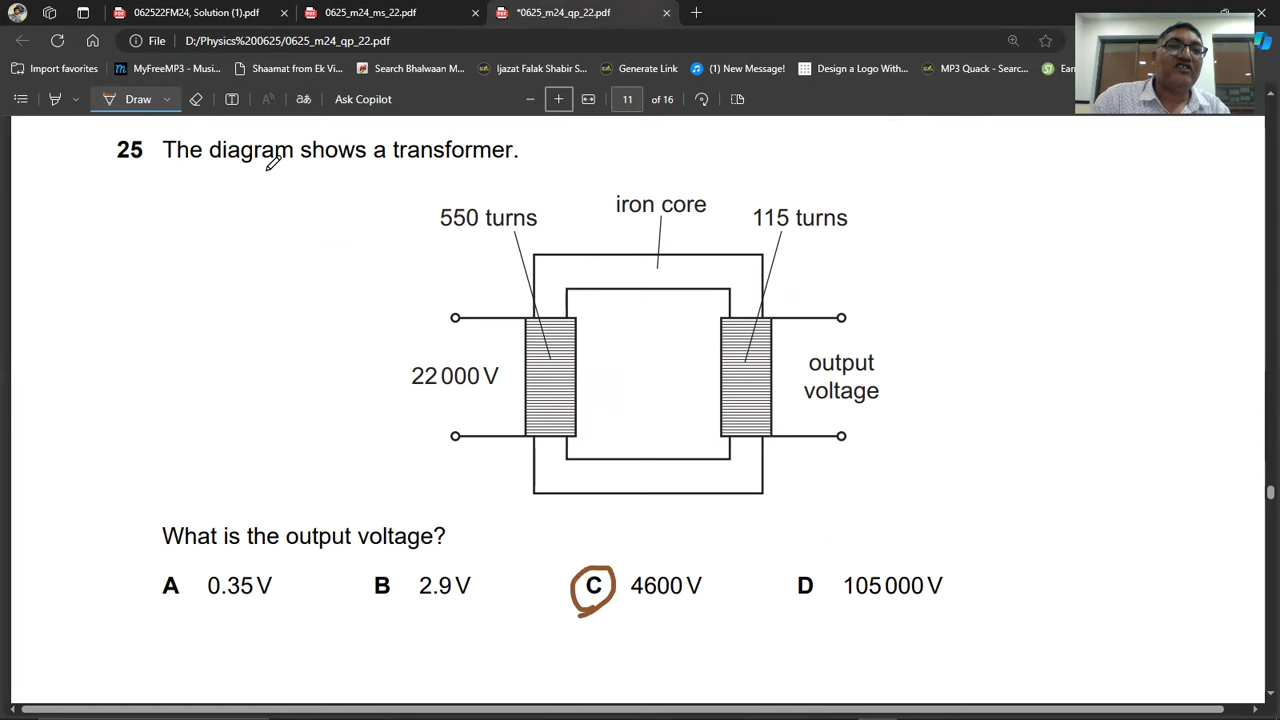 062522FM24, Solution (1).pdf
0625_m24_ms_22.pdf
*0625_m24_qp_22.pdf
File
D:/Physics%200625/0625_m24_qp_22.pdf
Import favorites
MyFreeMP3 - Musi...
Shaamat from Ek Vi...
Search Bhalwan M...
Ijazat Falak Shabir S...
Generate Link
(1) New Message!
Design a Logo With...
MP3 Quack - Searc...
Draw
Ask Copilot
11 of 16
25 The diagram shows a transformer.
iron core
550 turns
115 turns
22 000 V
output
voltage
What is the output voltage?
A 0.35 V B 2.9 V C 4600 V D 105 000 V